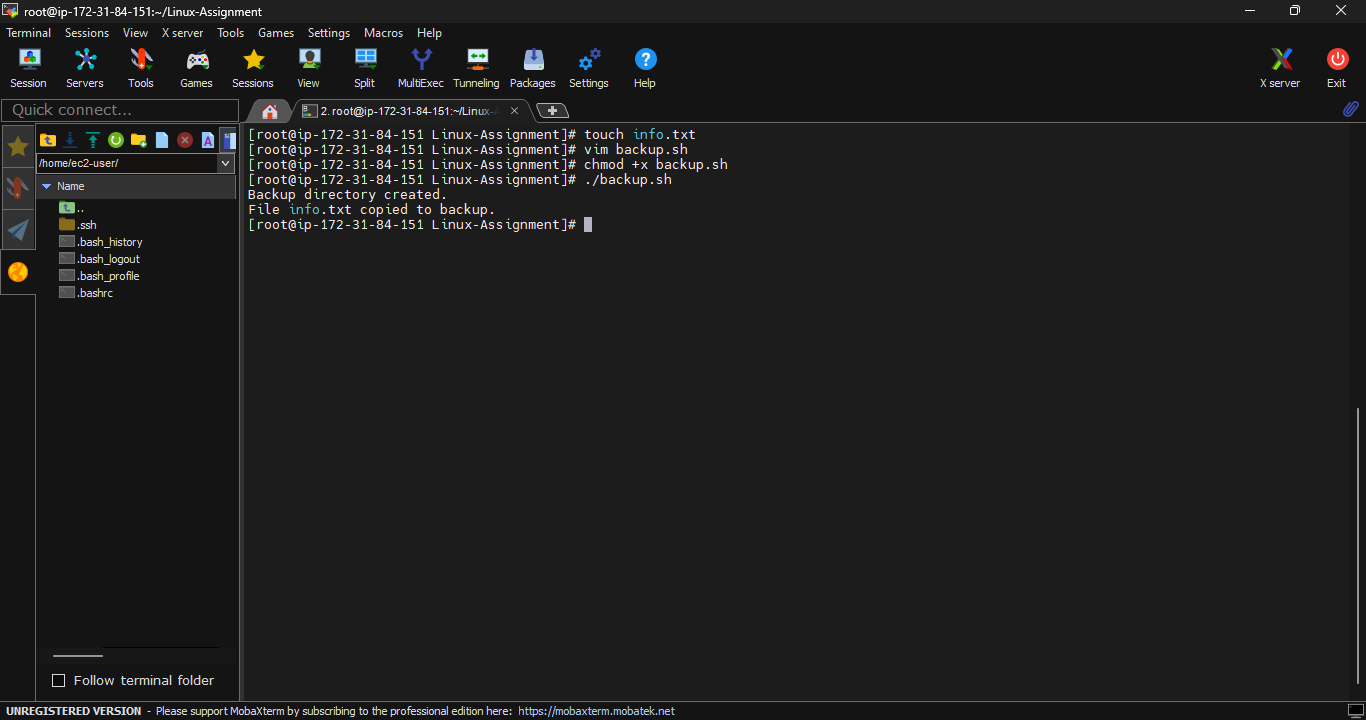 root@ip-172-31-84-151:~/Linux-Assignment
Terminal Sessions View X server Tools Games Settings Macros Help
Session Servers Tools Games Sessions View Split MultiExec Tunneling Packages Settings Help X server Exit
Quick connect...
2. root@ip-172-31-84-151:~/Linux-
/home/ec2-user/
Name
..
.ssh
.bash_history
.bash_logout
.bash_profile
.bashrc
Follow terminal folder
[root@ip-172-31-84-151 Linux-Assignment]# touch info.txt
[root@ip-172-31-84-151 Linux-Assignment]# vim backup.sh
[root@ip-172-31-84-151 Linux-Assignment]# chmod +x backup.sh
[root@ip-172-31-84-151 Linux-Assignment]# ./backup.sh
Backup directory created.
File info.txt copied to backup.
[root@ip-172-31-84-151 Linux-Assignment]#
UNREGISTERED VERSION - Please support MobaXterm by subscribing to the professional edition here: https://mobaxterm.mobatek.net